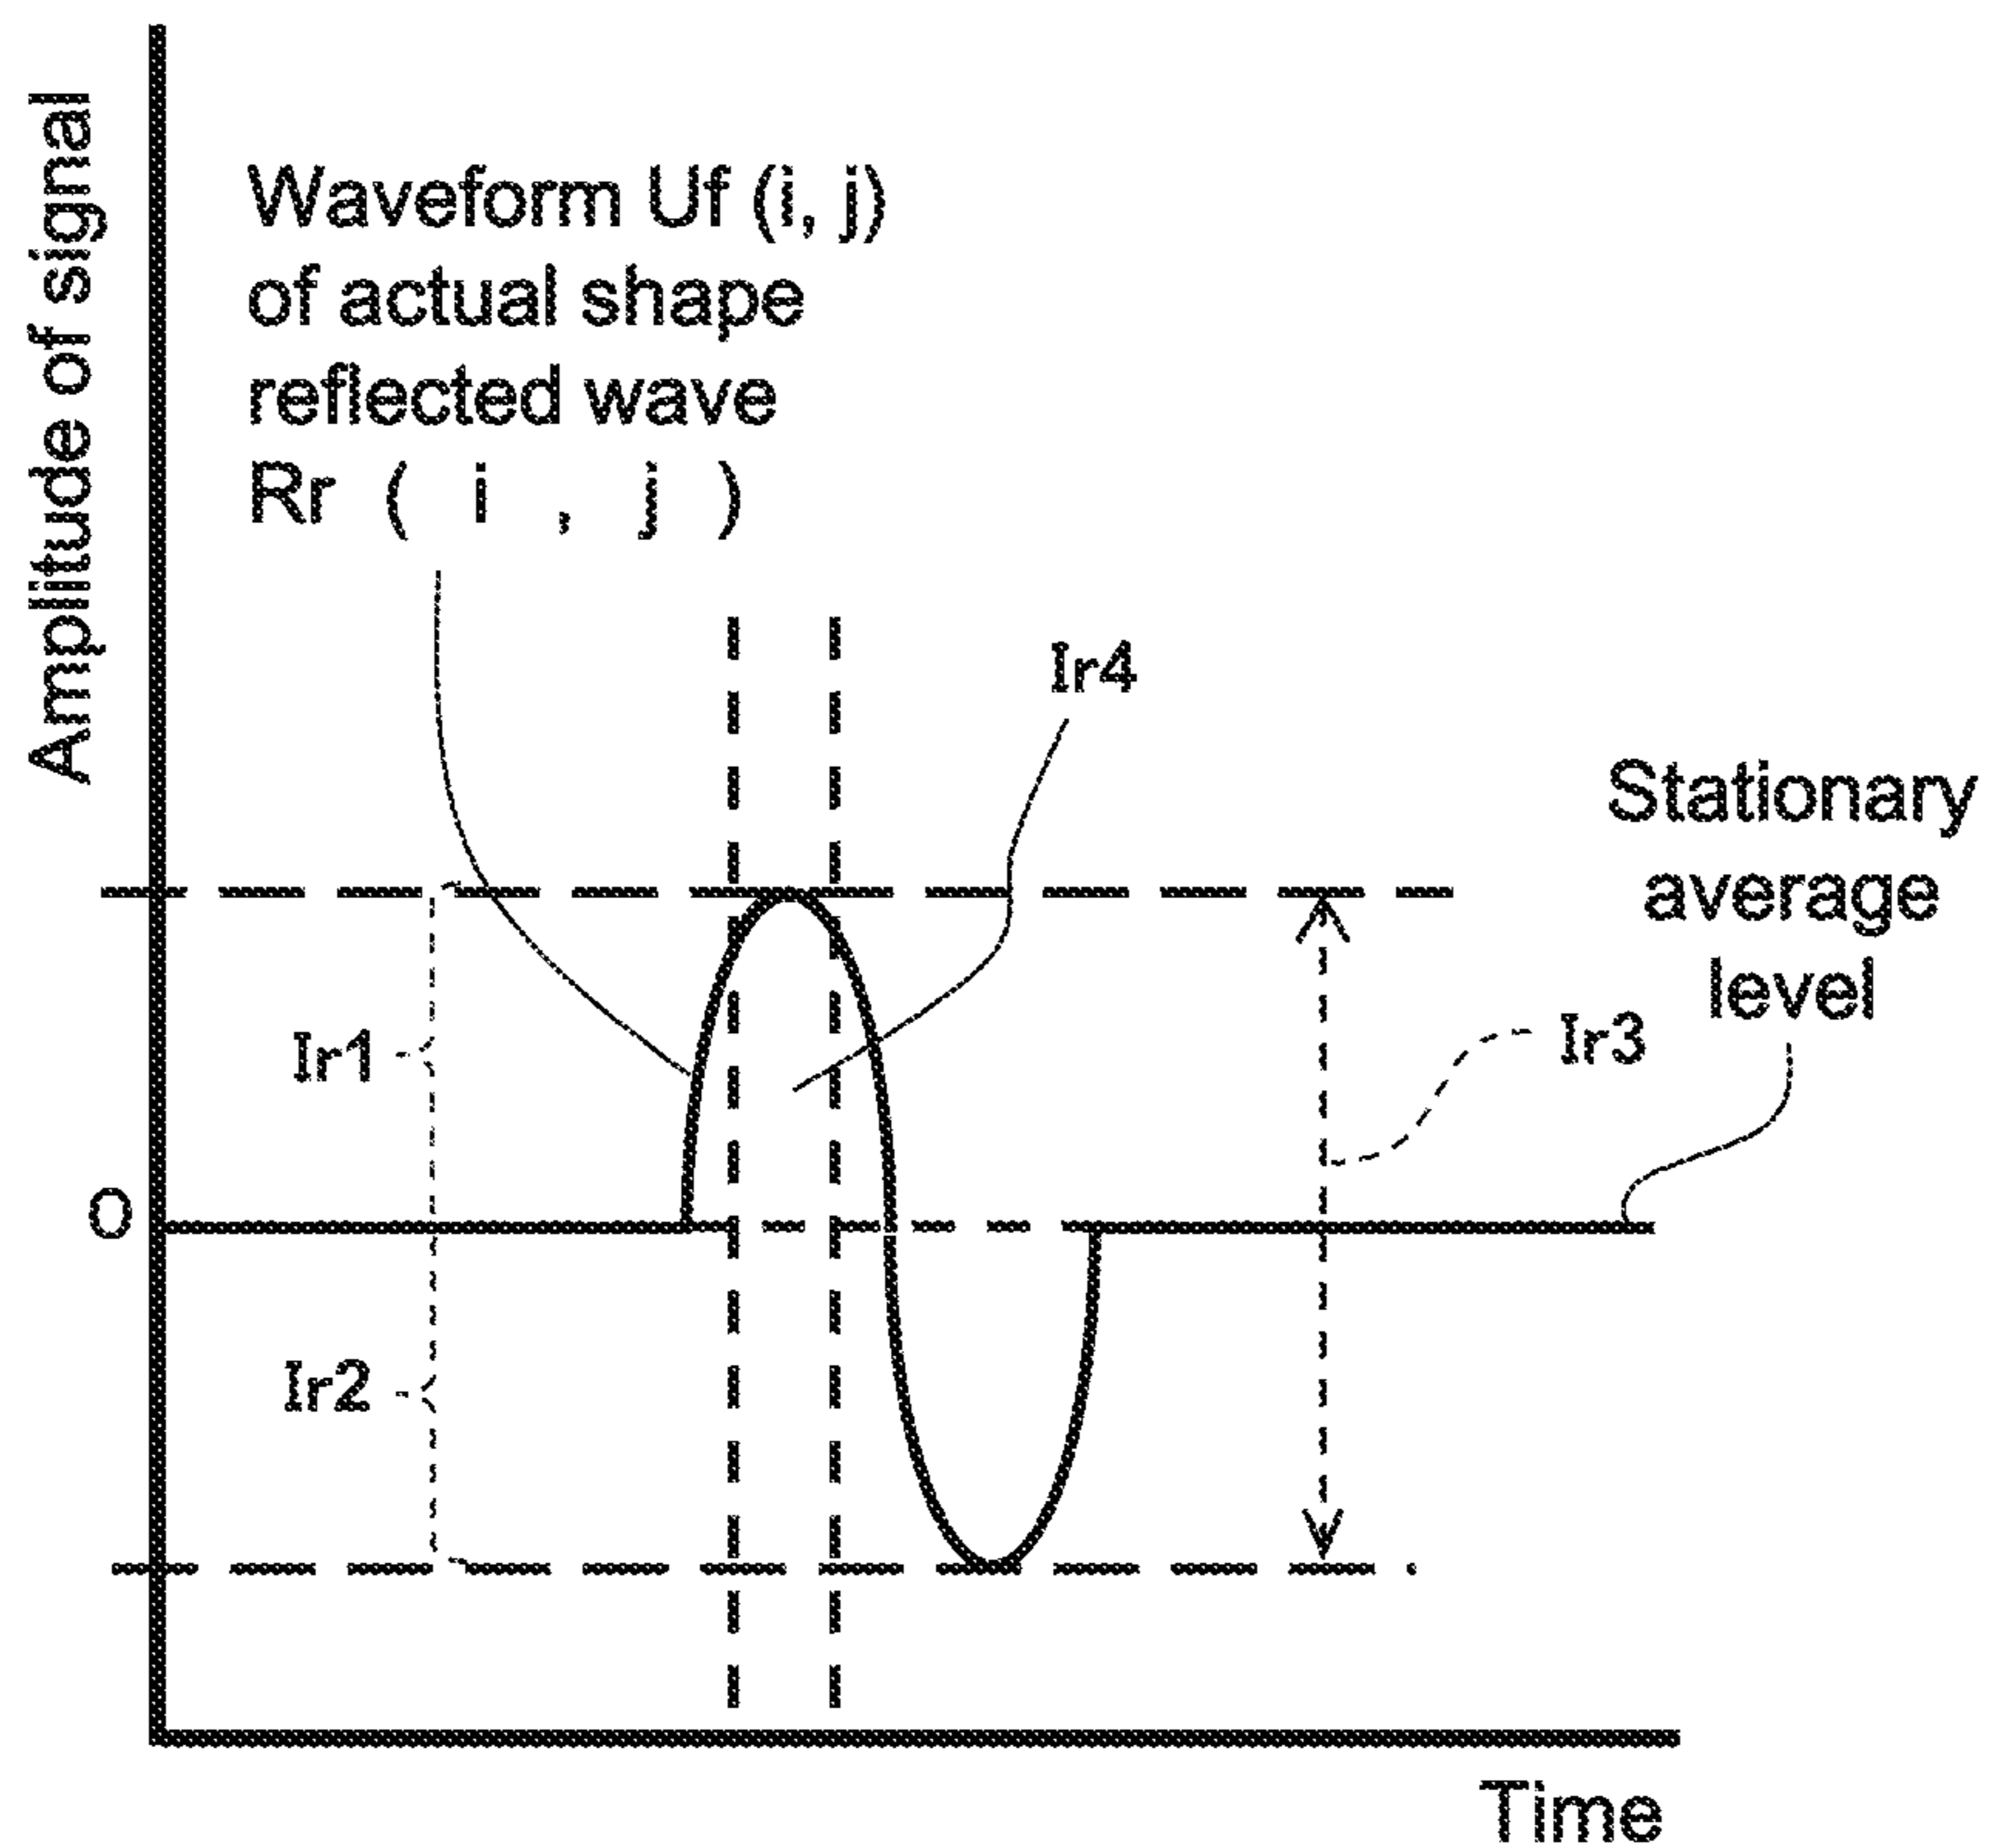 Amplitude of signal
Waveform Uf (i, j)
of actual shape
reflected wave
Rr ( i , j )
Ir4
Stationary
average
level
Ir1
Ir3
0
Ir2
Time